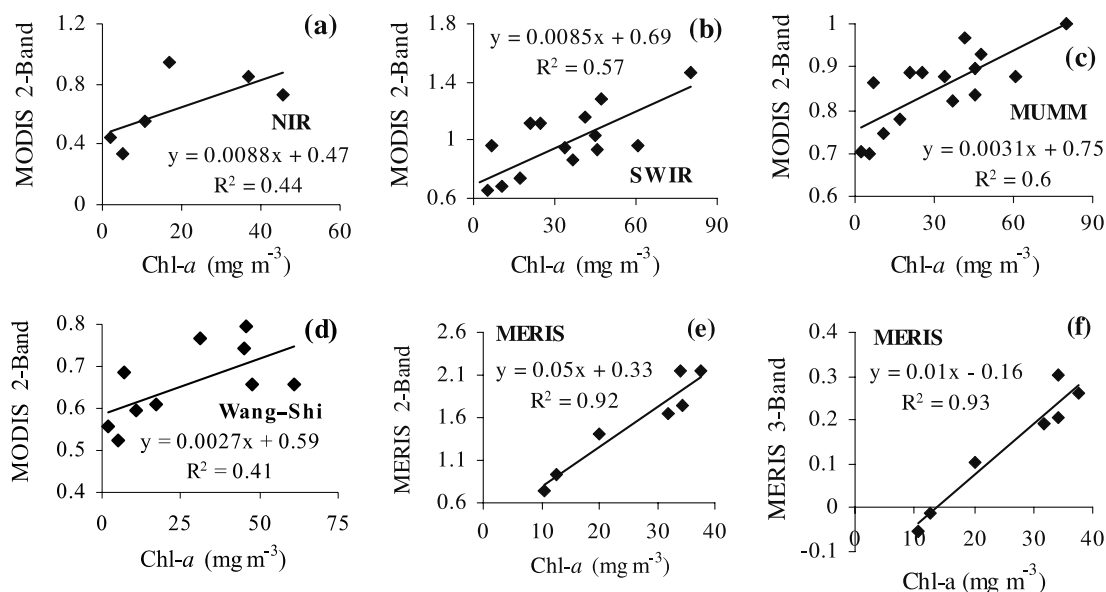 (a)
MODIS 2-Band
1.2
0.8
0.4
0
NIR
y = 0.0088x + 0.47
R² = 0.44
0 20 40 60
Chl-a (mg m⁻³)
(b)
MODIS 2-Band
1.8
1.4
1
0.6
y = 0.0085x + 0.69
R² = 0.57
SWIR
0 30 60 90
Chl-a (mg m⁻³)
(c)
MODIS 2-Band
1
0.9
0.8
0.7
0.6
MUMM
y = 0.0031x + 0.75
R² = 0.6
0 30 60 90
Chl-a (mg m⁻³)
(d)
MODIS 2-Band
0.8
0.7
0.6
0.5
0.4
Wang–Shi
y = 0.0027x + 0.59
R² = 0.41
0 25 50 75
Chl-a (mg m⁻³)
(e)
MERIS 2-Band
2.6
2.1
1.6
1.1
0.6
MERIS
y = 0.05x + 0.33
R² = 0.92
0 10 20 30 40
Chl-a (mg m⁻³)
(f)
MERIS 3-Band
0.4
0.3
0.2
0.1
0
-0.1
MERIS
y = 0.01x - 0.16
R² = 0.93
0 10 20 30 40
Chl-a (mg m⁻³)